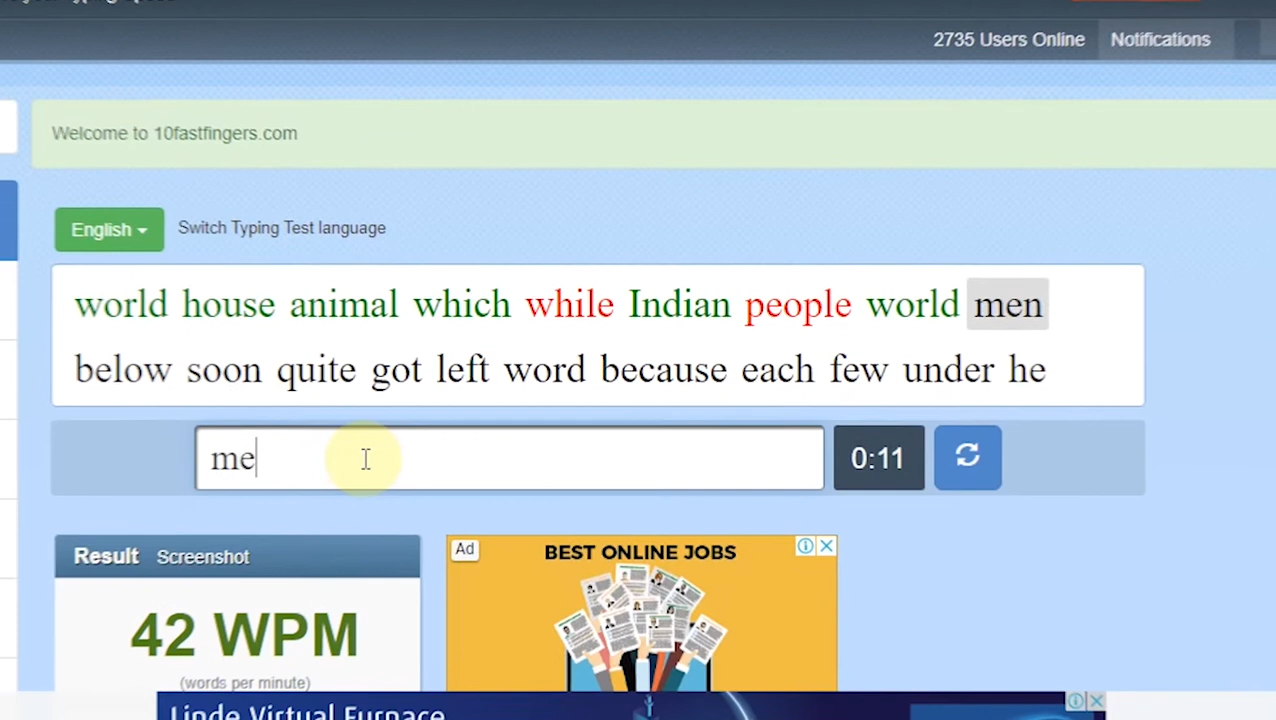 2735 Users Online Notifications
Welcome to 10fastfingers.com
English Switch Typing Test language
world house animal which while Indian people world men
below soon quite got left word because each few under he
me 0:11
Result Screenshot
Ad BEST ONLINE JOBS
42 WPM
(words per minute)
Linde Virtual Furnace